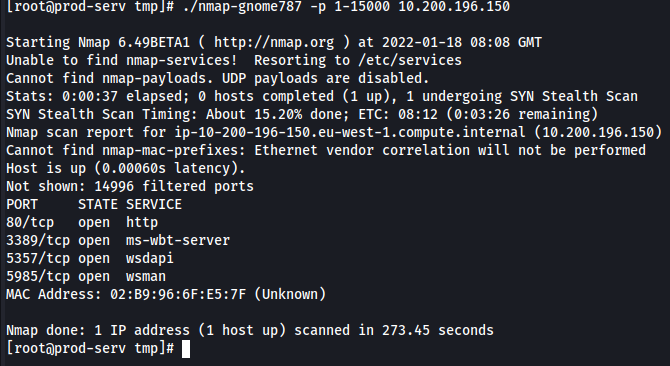 [root@prod-serv tmp]# ./nmap-gnome787 -p 1-15000 10.200.196.150

Starting Nmap 6.49BETA1 ( http://nmap.org ) at 2022-01-18 08:08 GMT
Unable to find nmap-services!  Resorting to /etc/services
Cannot find nmap-payloads. UDP payloads are disabled.
Stats: 0:00:37 elapsed; 0 hosts completed (1 up), 1 undergoing SYN Stealth Scan
SYN Stealth Scan Timing: About 15.20% done; ETC: 08:12 (0:03:26 remaining)
Nmap scan report for ip-10-200-196-150.eu-west-1.compute.internal (10.200.196.150)
Cannot find nmap-mac-prefixes: Ethernet vendor correlation will not be performed
Host is up (0.00060s latency).
Not shown: 14996 filtered ports
PORT     STATE SERVICE
80/tcp   open  http
3389/tcp open  ms-wbt-server
5357/tcp open  wsdapi
5985/tcp open  wsman
MAC Address: 02:B9:96:6F:E5:7F (Unknown)

Nmap done: 1 IP address (1 host up) scanned in 273.45 seconds
[root@prod-serv tmp]#